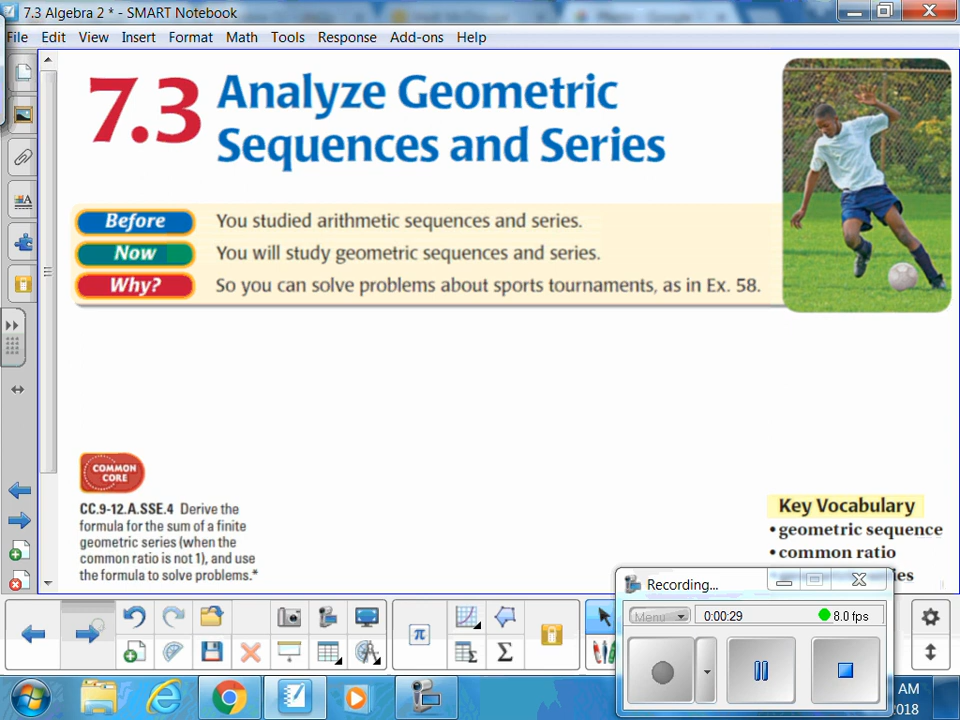 7.3 Algebra 2 * - SMART Notebook
File Edit View Insert Format Math Tools Response Add-ons Help
7.3 Analyze Geometric
Sequences and Series
Before You studied arithmetic sequences and series.
Now You will study geometric sequences and series.
Why? So you can solve problems about sports tournaments, as in Ex. 58.
COMMON
CORE
CC.9-12.A.SSE.4 Derive the
formula for the sum of a finite
geometric series (when the
common ratio is not 1), and use
the formula to solve problems.*
Key Vocabulary
• geometric sequence
• common ratio
Recording...
Menu 0:00:29 8.0 fps
π
Σ
AM